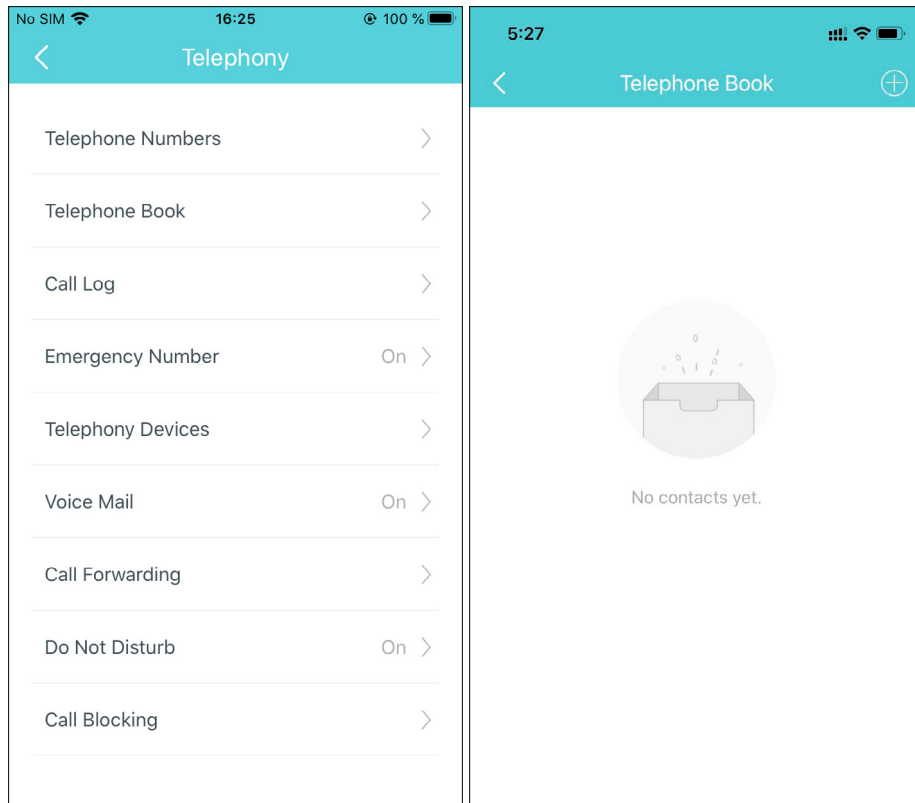 No SIM 16:25 100 %
Telephony
Telephone Numbers
Telephone Book
Call Log
Emergency Number On
Telephony Devices
Voice Mail On
Call Forwarding
Do Not Disturb On
Call Blocking
5:27
Telephone Book
No contacts yet.